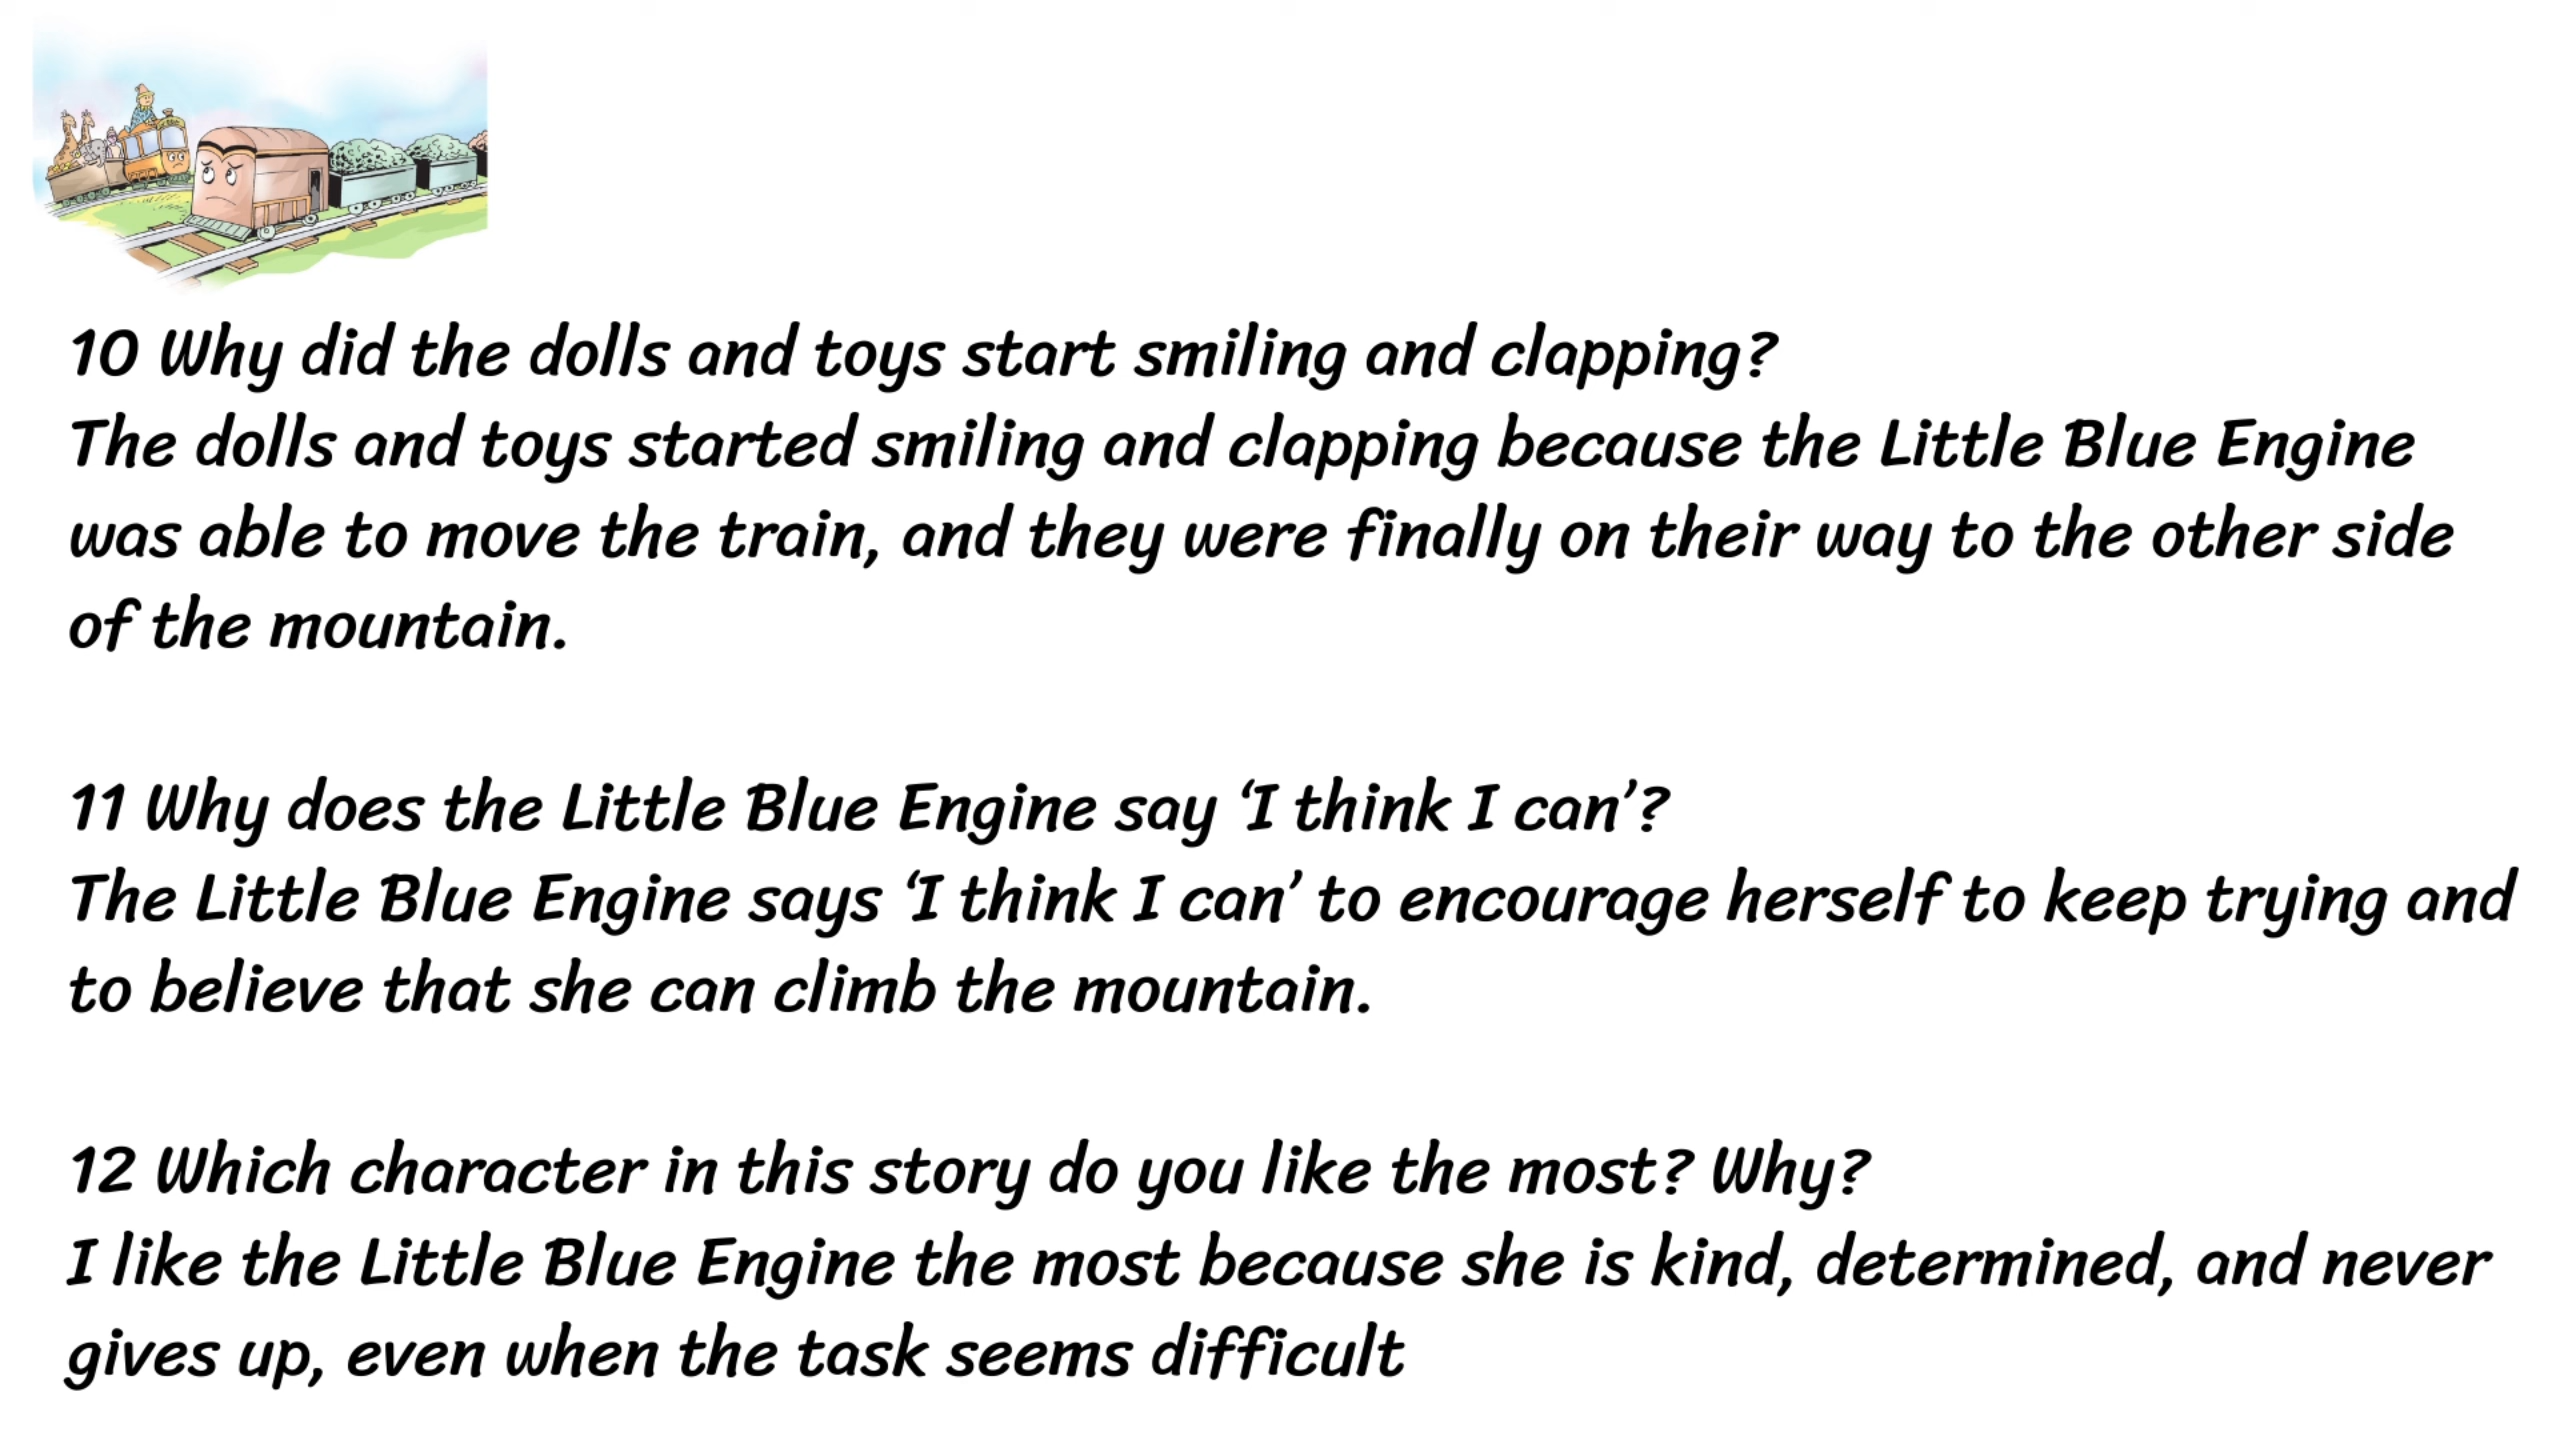 10 Why did the dolls and toys start smiling and clapping?
The dolls and toys started smiling and clapping because the Little Blue Engine
was able to move the train, and they were finally on their way to the other side
of the mountain.
11 Why does the Little Blue Engine say ‘I think I can’?
The Little Blue Engine says ‘I think I can’ to encourage herself to keep trying and
to believe that she can climb the mountain.
12 Which character in this story do you like the most? Why?
I like the Little Blue Engine the most because she is kind, determined, and never
gives up, even when the task seems difficult